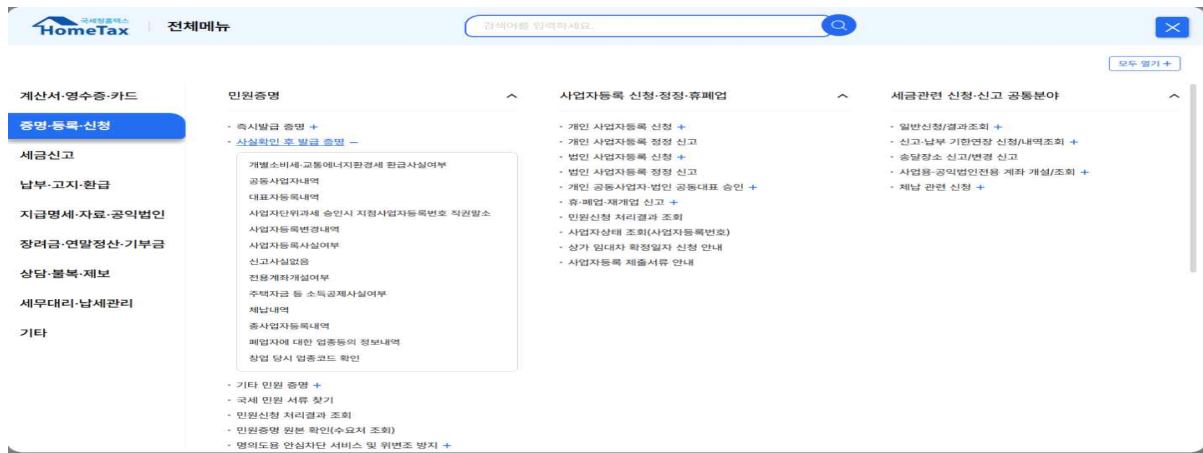 국세청홈택스
HomeTax
전체메뉴
검색어를 입력하세요.
모두 열기 +
계산서·영수증·카드
증명·등록·신청
세금신고
납부·고지·환급
지급명세·자료·공익법인
장려금·연말정산·기부금
상담·불복·제보
세무대리·납세관리
기타
민원증명
- 즉시발급 증명 +
- 사실확인 후 발급 증명 −
개별소비세·교통에너지환경세 환급사실여부
공동사업자내역
대표자등록내역
사업자단위과세 승인시 지점사업자등록번호 직권말소
사업자등록변경내역
사업자등록사실여부
신고사실없음
전용계좌개설여부
주택자금 등 소득공제사실여부
체납내역
총사업자등록내역
폐업자에 대한 업종등의 정보내역
창업 당시 업종코드 확인
- 기타 민원 증명 +
- 국세 민원 서류 찾기
- 민원신청 처리결과 조회
- 민원증명 원본 확인(수요처 조회)
- 명의도용 안심차단 서비스 및 위변조 방지 +
사업자등록 신청·정정·휴폐업
- 개인 사업자등록 신청 +
- 개인 사업자등록 정정 신고
- 법인 사업자등록 신청 +
- 법인 사업자등록 정정 신고
- 개인 공동사업자·법인 공동대표 승인 +
- 휴·폐업·재개업 신고 +
- 민원신청 처리결과 조회
- 사업자상태 조회(사업자등록번호)
- 상가 임대차 확정일자 신청 안내
- 사업자등록 제출서류 안내
세금관련 신청·신고 공통분야
- 일반신청/결과조회 +
- 신고·납부 기한연장 신청/내역조회 +
- 송달장소 신고/변경 신고
- 사업용·공익법인전용 계좌 개설/조회 +
- 체납 관련 신청 +